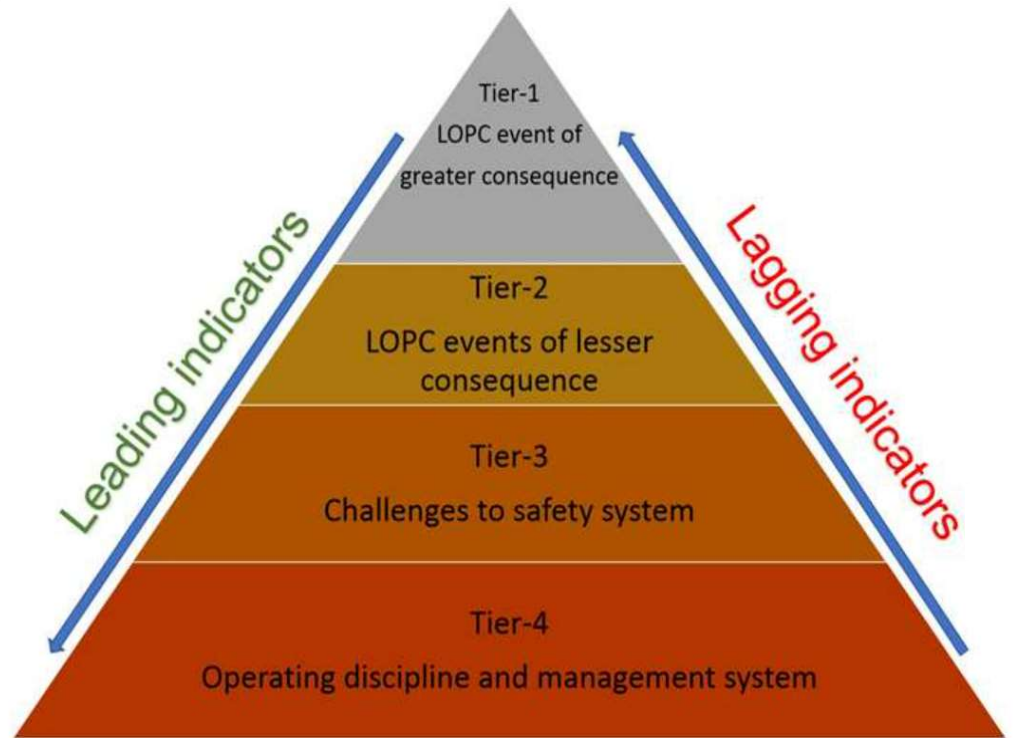 Tier-1
LOPC event of
greater consequence
Leading indicators
Lagging indicators
Tier-2
LOPC events of lesser
consequence
Tier-3
Challenges to safety system
Tier-4
Operating discipline and management system